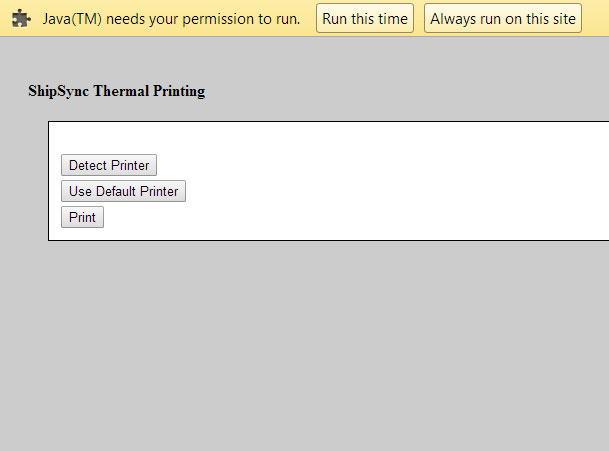 Java(TM) needs your permission to run. Run this time Always run on this site
ShipSync Thermal Printing
Detect Printer
Use Default Printer
Print